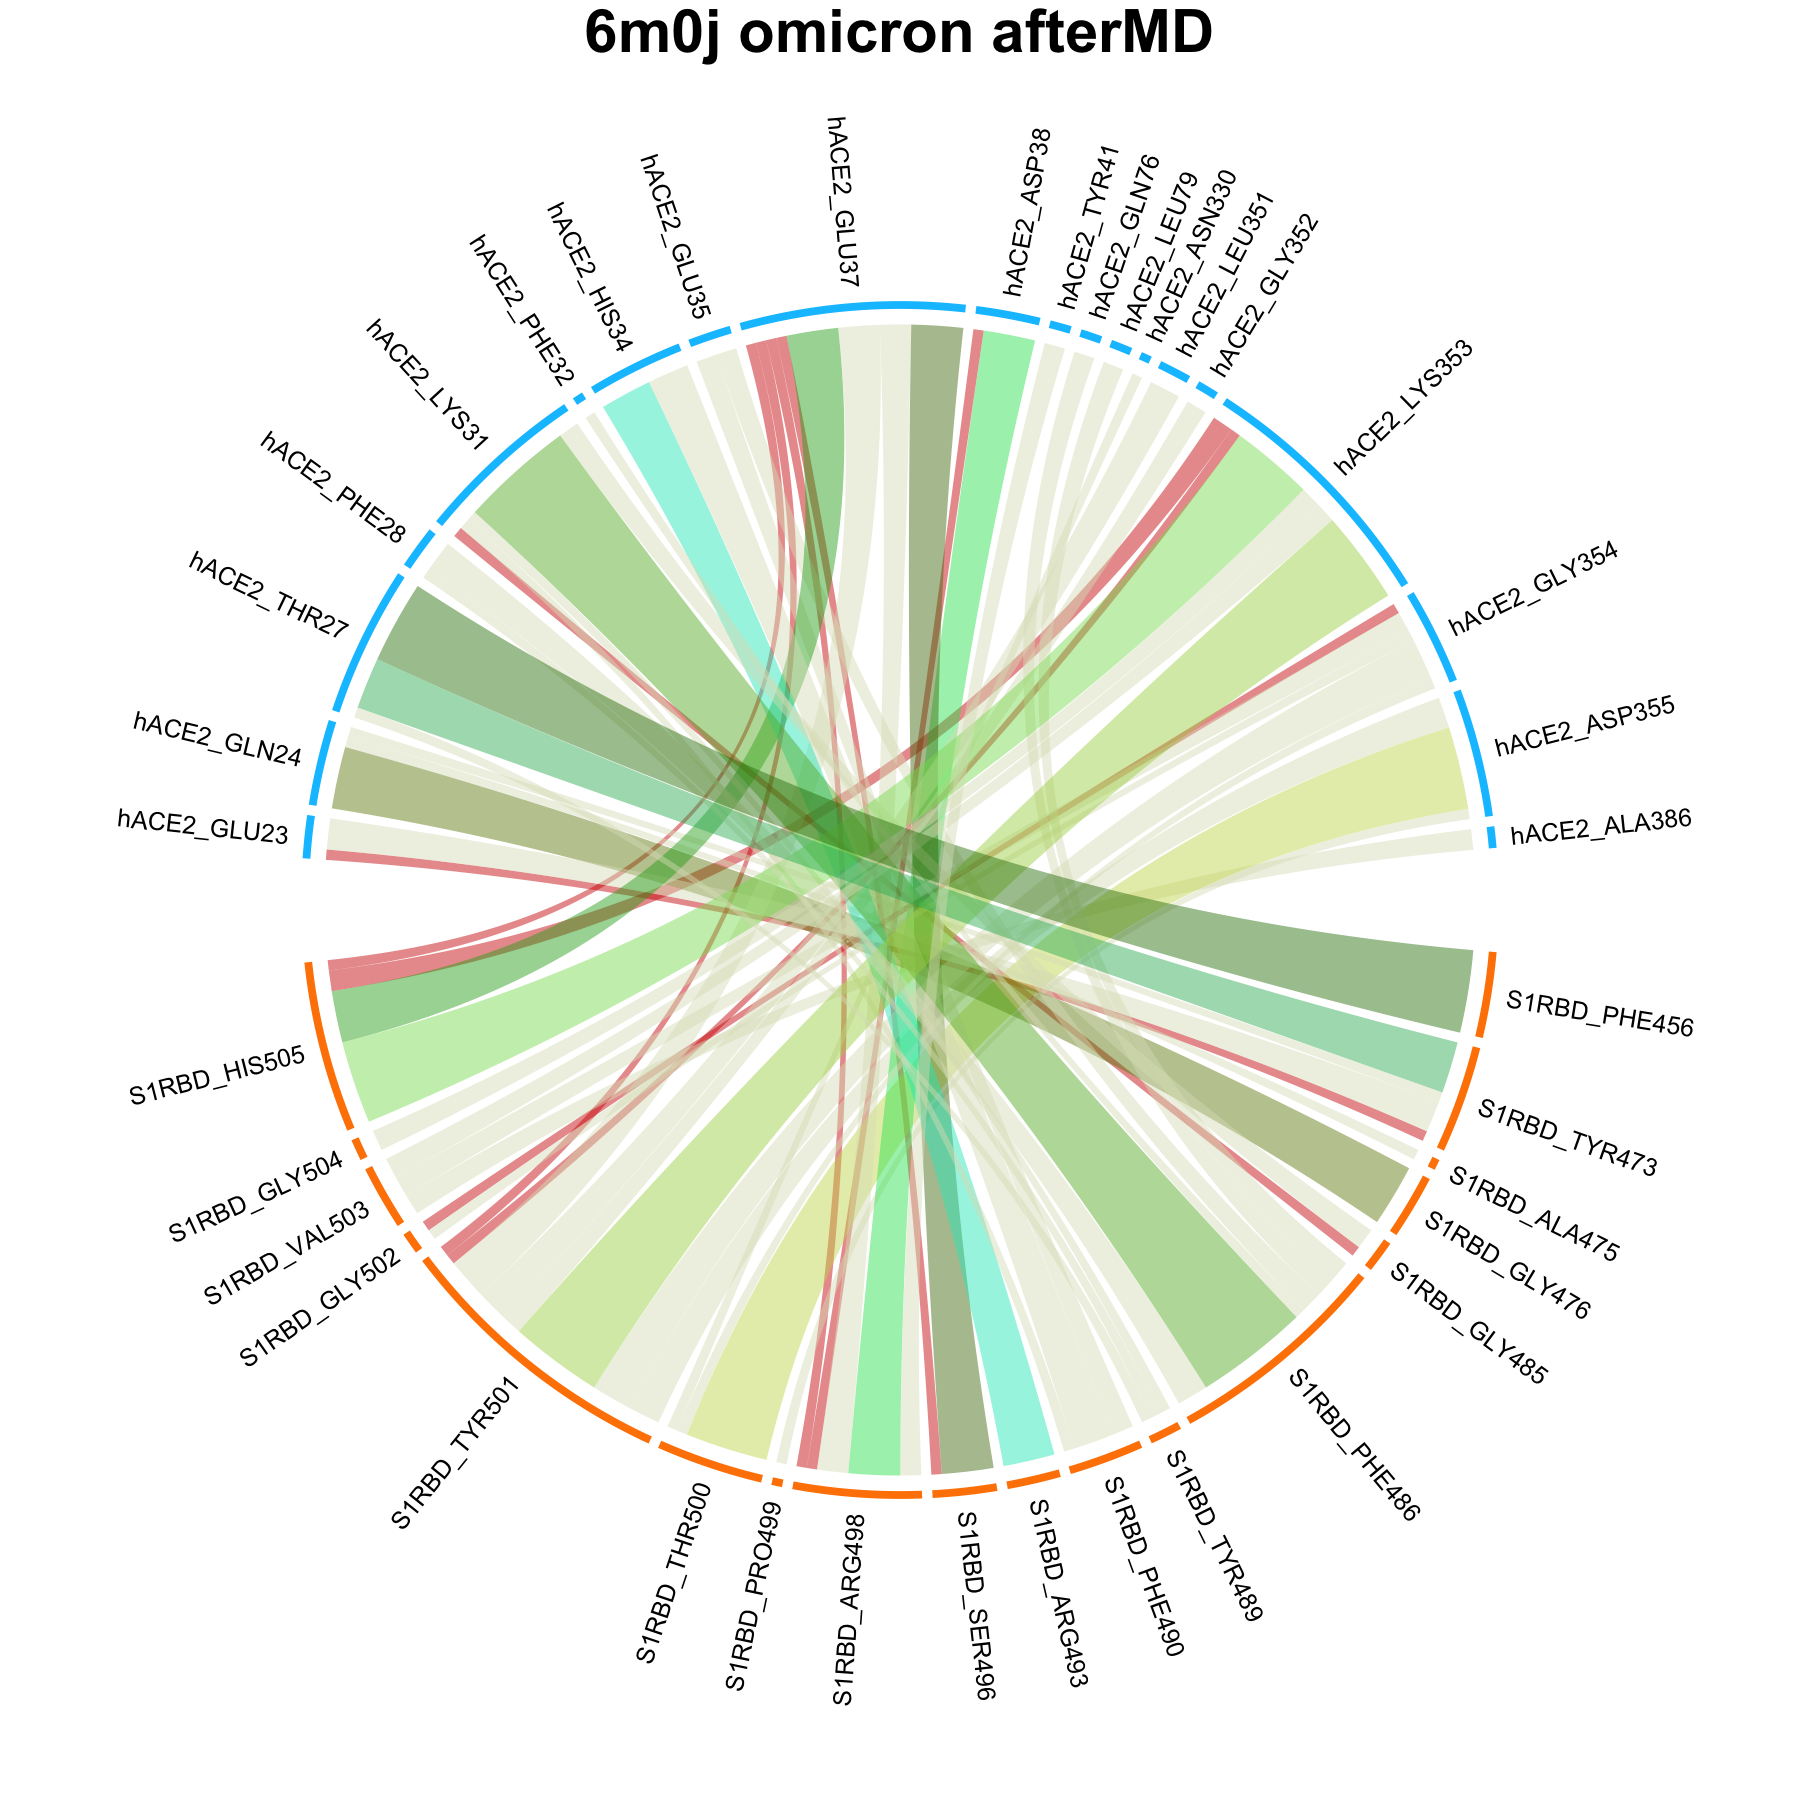 6m0j omicron afterMD
hACE2_GLU23
hACE2_GLN24
hACE2_THR27
hACE2_PHE28
hACE2_LYS31
hACE2_PHE32
hACE2_HIS34
hACE2_GLU35
hACE2_GLU37
hACE2_ASP38
hACE2_TYR41
hACE2_GLN76
hACE2_LEU79
hACE2_ASN330
hACE2_LEU351
hACE2_GLY352
hACE2_LYS353
hACE2_GLY354
hACE2_ASP355
hACE2_ALA386
S1RBD_PHE456
S1RBD_TYR473
S1RBD_ALA475
S1RBD_GLY476
S1RBD_GLY485
S1RBD_PHE486
S1RBD_TYR489
S1RBD_PHE490
S1RBD_ARG493
S1RBD_SER496
S1RBD_ARG498
S1RBD_PRO499
S1RBD_THR500
S1RBD_TYR501
S1RBD_GLY502
S1RBD_VAL503
S1RBD_GLY504
S1RBD_HIS505